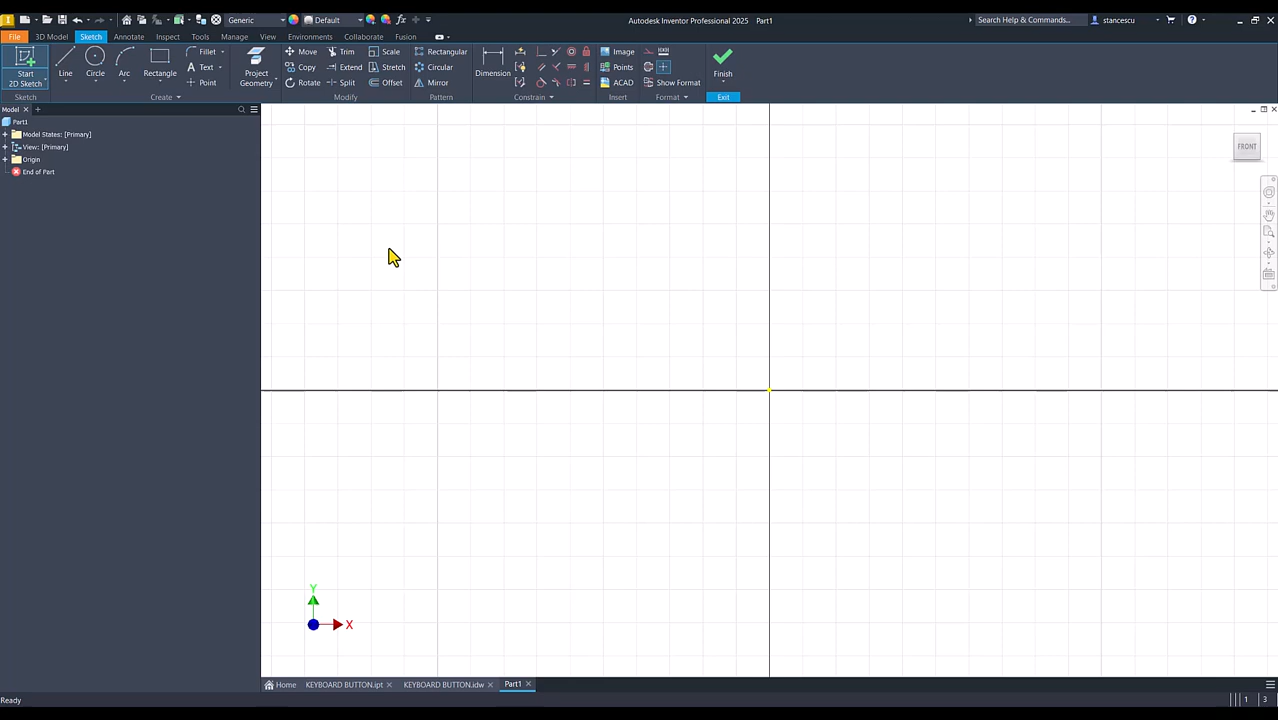 Generic Default Autodesk Inventor Professional 2025 Part1 Search Help & Commands... stancescu
File 3D Model Sketch Annotate Inspect Tools Manage View Environments Collaborate Fusion
Start 2D Sketch Line Circle Arc Rectangle Fillet Text Point Project Geometry Move Copy Rotate Trim Extend Split Scale Stretch Offset Rectangular Circular Mirror Dimension Image Points ACAD Show Format Finish
Sketch Create Modify Pattern Constrain Insert Format Exit
Model
Part1
Model States: [Primary]
View: [Primary]
Origin
End of Part
FRONT
Y
X
Home KEYBOARD BUTTON.ipt KEYBOARD BUTTON.idw Part1
Ready 1 3